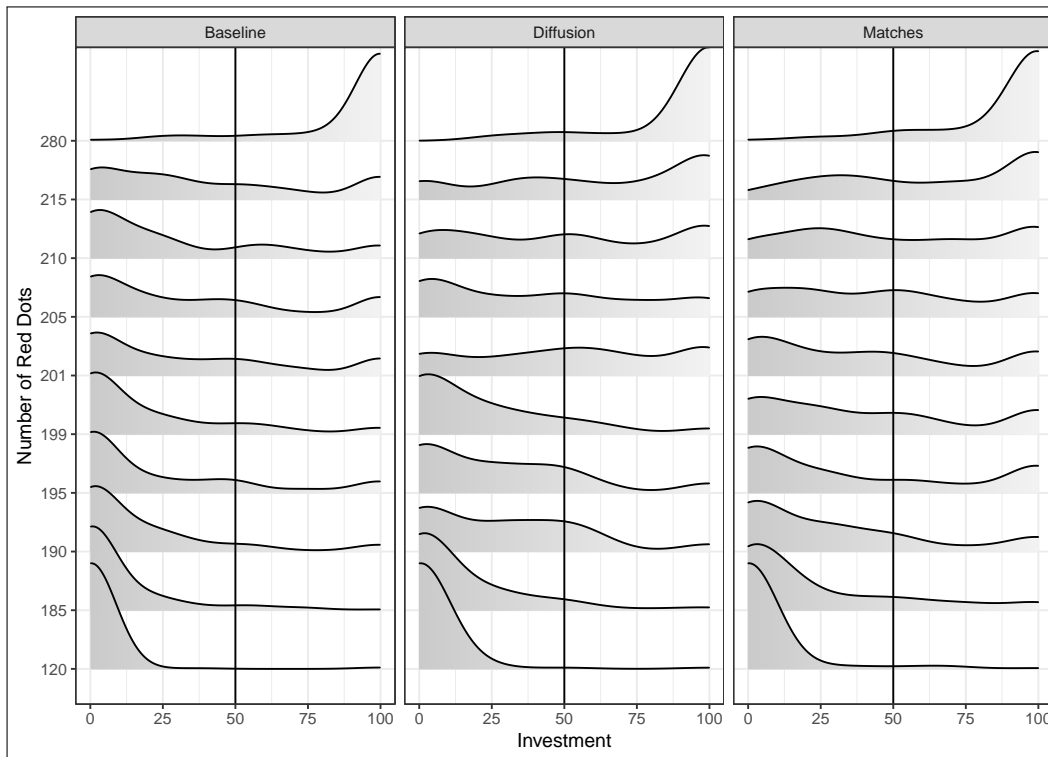 Baseline Diffusion Matches
Number of Red Dots
280
215
210
205
201
199
195
190
185
120
0 25 50 75 100 0 25 50 75 100 0 25 50 75 100
Investment